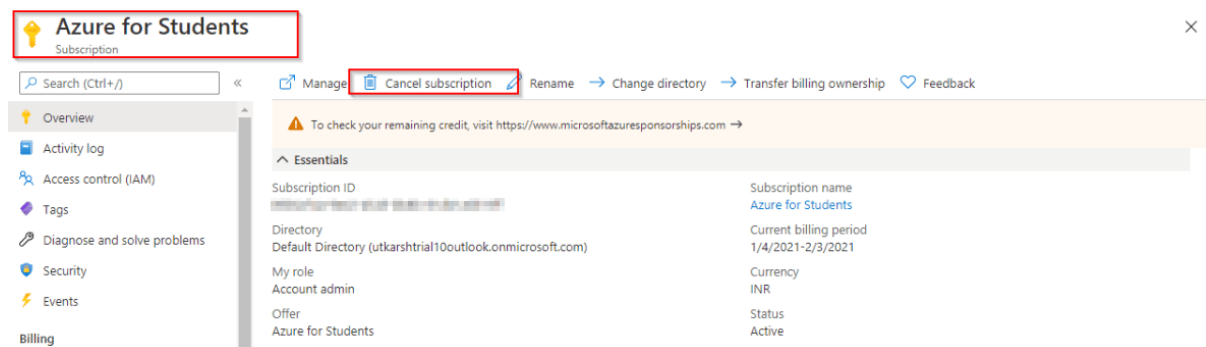 Azure for Students
Subscription
Search (Ctrl+/)
«
Manage Cancel subscription Rename → Change directory → Transfer billing ownership Feedback
Overview
Activity log
Access control (IAM)
Tags
Diagnose and solve problems
Security
Events
Billing
To check your remaining credit, visit https://www.microsoftazuresponsorships.com →
Essentials
Subscription ID
Subscription name
Azure for Students
Directory
Default Directory (utkarshtrial10outlook.onmicrosoft.com)
Current billing period
1/4/2021-2/3/2021
My role
Account admin
Currency
INR
Offer
Azure for Students
Status
Active